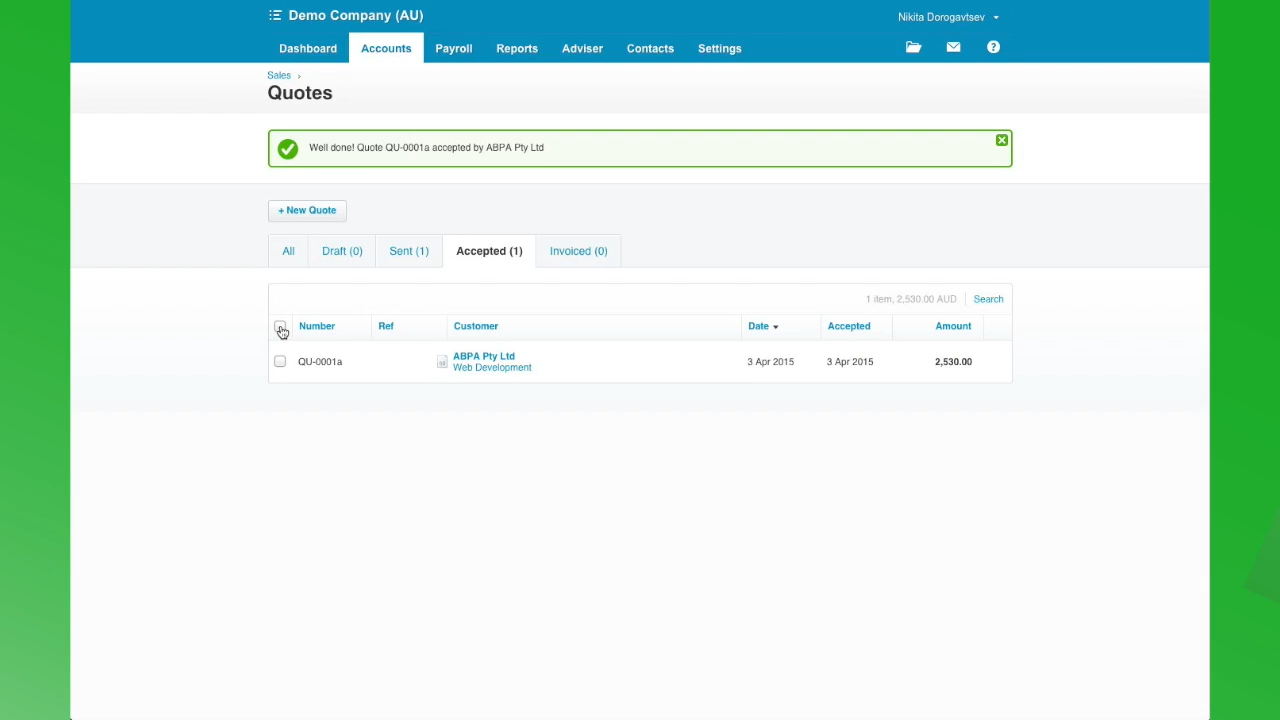 Demo Company (AU)
Nikita Dorogavtsev
Dashboard Accounts Payroll Reports Adviser Contacts Settings
Sales ›
Quotes
Well done! Quote QU-0001a accepted by ABPA Pty Ltd
+ New Quote
All Draft (0) Sent (1) Accepted (1) Invoiced (0)
1 item, 2,530.00 AUD Search
Number Ref Customer Date Accepted Amount
QU-0001a ABPA Pty Ltd 3 Apr 2015 3 Apr 2015 2,530.00
Web Development